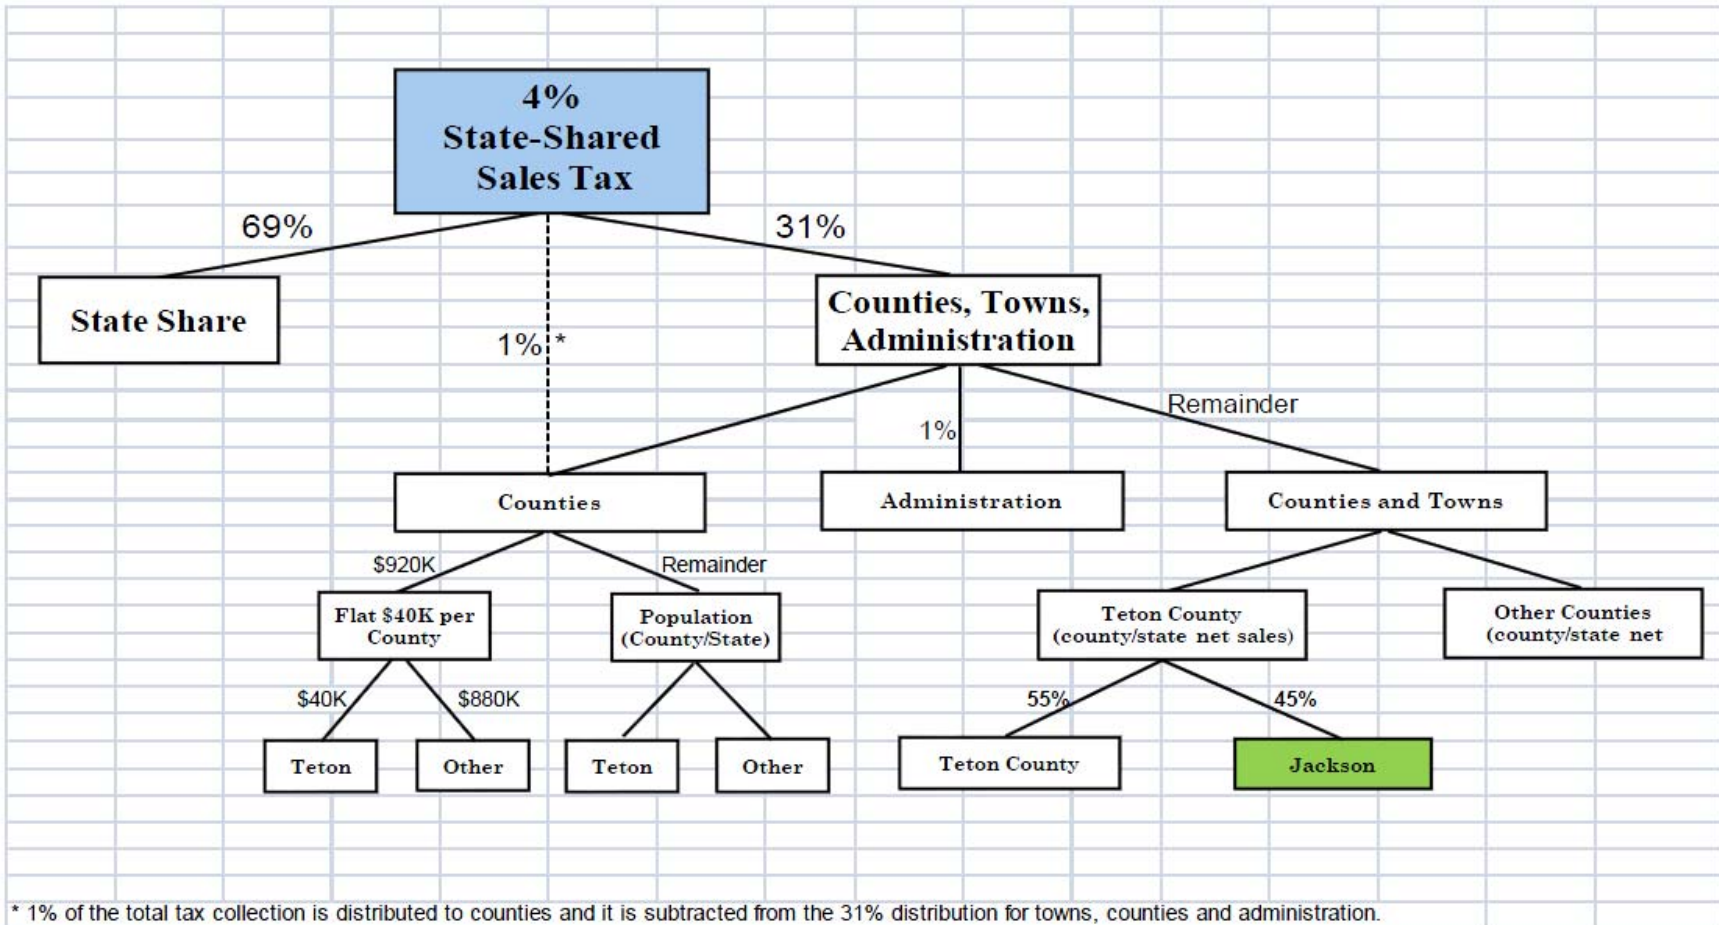 4%
State-Shared
Sales Tax
69%
31%
State Share
Counties, Towns,
Administration
1% *
Remainder
1%
Counties
Administration
Counties and Towns
$920K
Remainder
Flat $40K per
County
Population
(County/State)
Teton County
(county/state net sales)
Other Counties
(county/state net
$40K
$880K
55%
45%
Teton
Other
Teton
Other
Teton County
Jackson
* 1% of the total tax collection is distributed to counties and it is subtracted from the 31% distribution for towns, counties and administration.